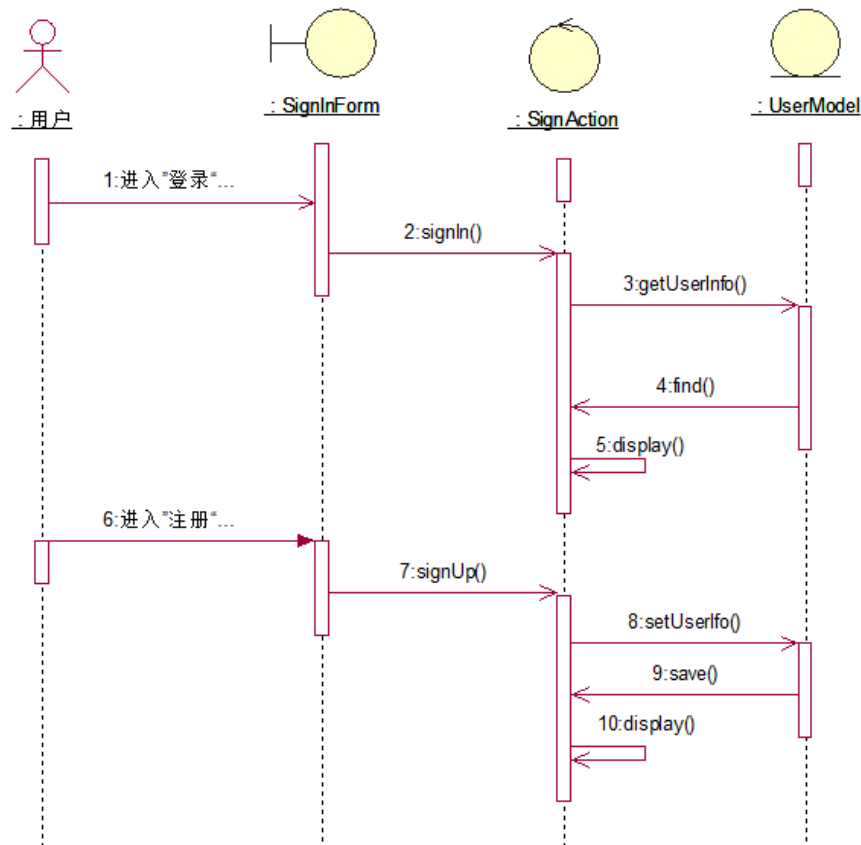 : 用户
: SignInForm
: SignAction
: UserModel
1:进入”登录“...
2:signIn()
3:getUserInfo()
4:find()
5:display()
6:进入”注册“...
7:signUp()
8:setUserIfo()
9:save()
10:display()